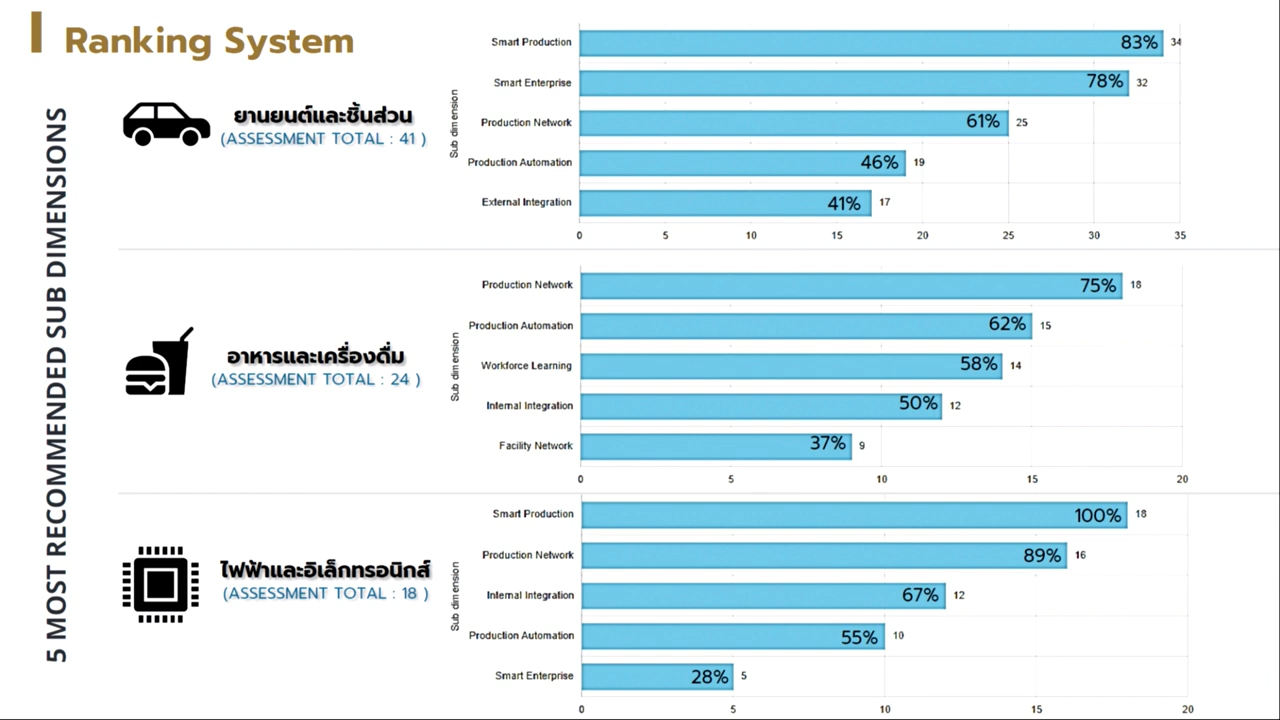 Ranking System
5 MOST RECOMMENDED SUB DIMENSIONS
ยานยนต์และชิ้นส่วน
(ASSESSMENT TOTAL : 41 )
Sub dimension
Smart Production 83% 34
Smart Enterprise 78% 32
Production Network 61% 25
Production Automation 46% 19
External Integration 41% 17
0 5 10 15 20 25 30 35
อาหารและเครื่องดื่ม
(ASSESSMENT TOTAL : 24 )
Sub dimension
Production Network 75% 18
Production Automation 62% 15
Workforce Learning 58% 14
Internal Integration 50% 12
Facility Network 37% 9
0 5 10 15 20
ไฟฟ้าและอิเล็กทรอนิกส์
(ASSESSMENT TOTAL : 18 )
Sub dimension
Smart Production 100% 18
Production Network 89% 16
Internal Integration 67% 12
Production Automation 55% 10
Smart Enterprise 28% 5
0 5 10 15 20